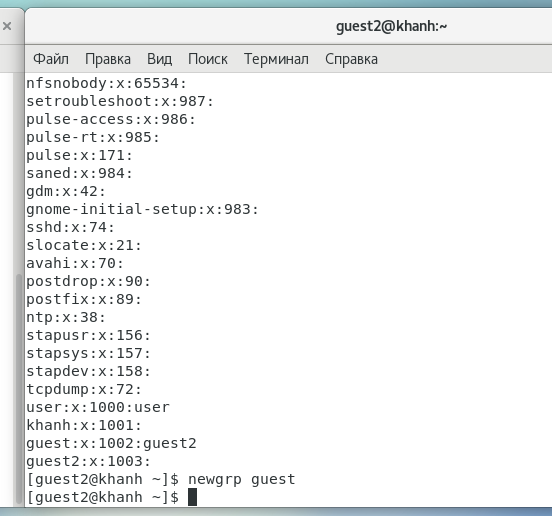 guest2@khanh:~
Файл Правка Вид Поиск Терминал Справка
nfsnobody:x:65534:
setroubleshoot:x:987:
pulse-access:x:986:
pulse-rt:x:985:
pulse:x:171:
saned:x:984:
gdm:x:42:
gnome-initial-setup:x:983:
sshd:x:74:
slocate:x:21:
avahi:x:70:
postdrop:x:90:
postfix:x:89:
ntp:x:38:
stapusr:x:156:
stapsys:x:157:
stapdev:x:158:
tcpdump:x:72:
user:x:1000:user
khanh:x:1001:
guest:x:1002:guest2
guest2:x:1003:
[guest2@khanh ~]$ newgrp guest
[guest2@khanh ~]$